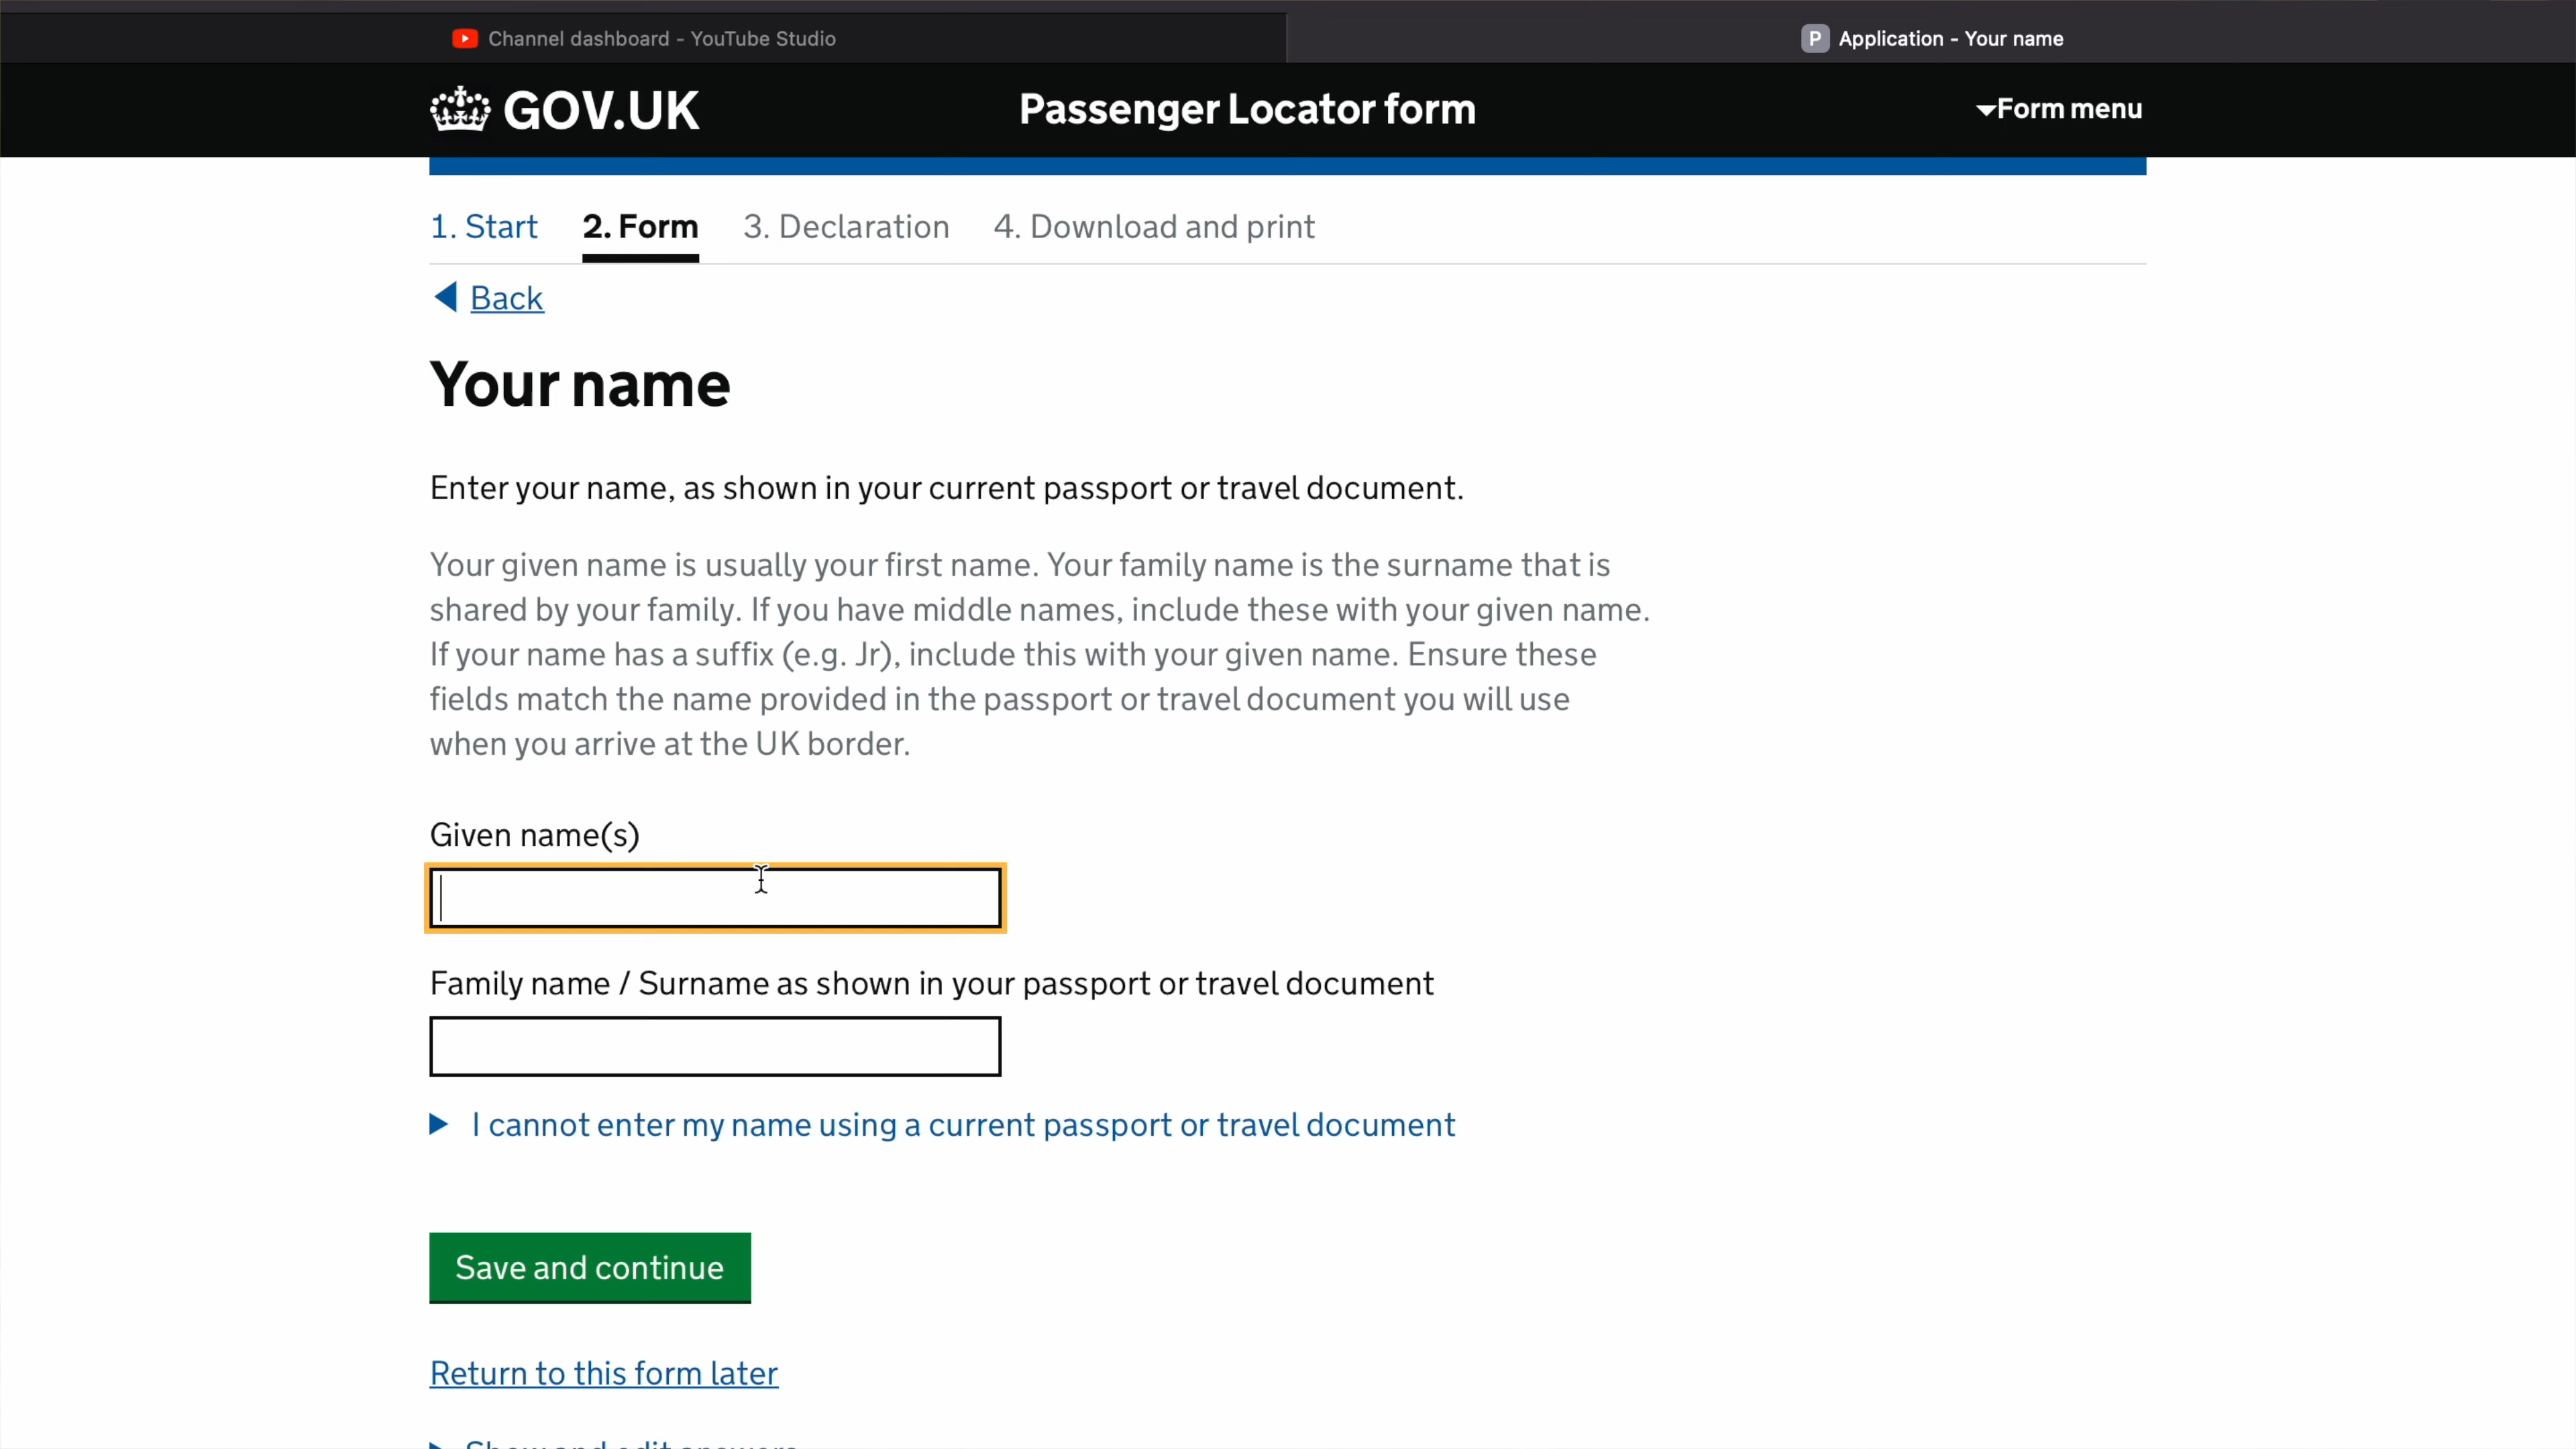 Channel dashboard - YouTube Studio
P Application - Your name
GOV.UK
Passenger Locator form
Form menu
1. Start 2. Form 3. Declaration 4. Download and print
Back
Your name
Enter your name, as shown in your current passport or travel document.
Your given name is usually your first name. Your family name is the surname that is
shared by your family. If you have middle names, include these with your given name.
If your name has a suffix (e.g. Jr), include this with your given name. Ensure these
fields match the name provided in the passport or travel document you will use
when you arrive at the UK border.
Given name(s)
Family name / Surname as shown in your passport or travel document
I cannot enter my name using a current passport or travel document
Save and continue
Return to this form later
Show and edit answers